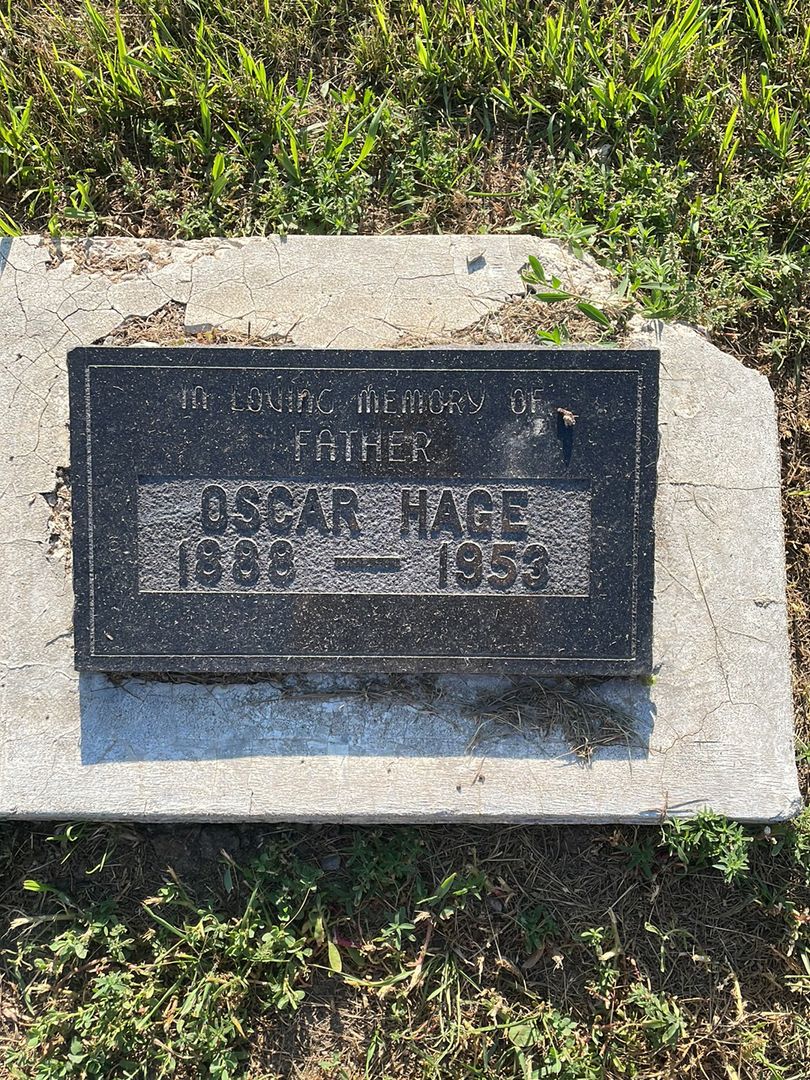 IN LOVING MEMORY OF
FATHER
OSCAR HAGE
1888 — 1953